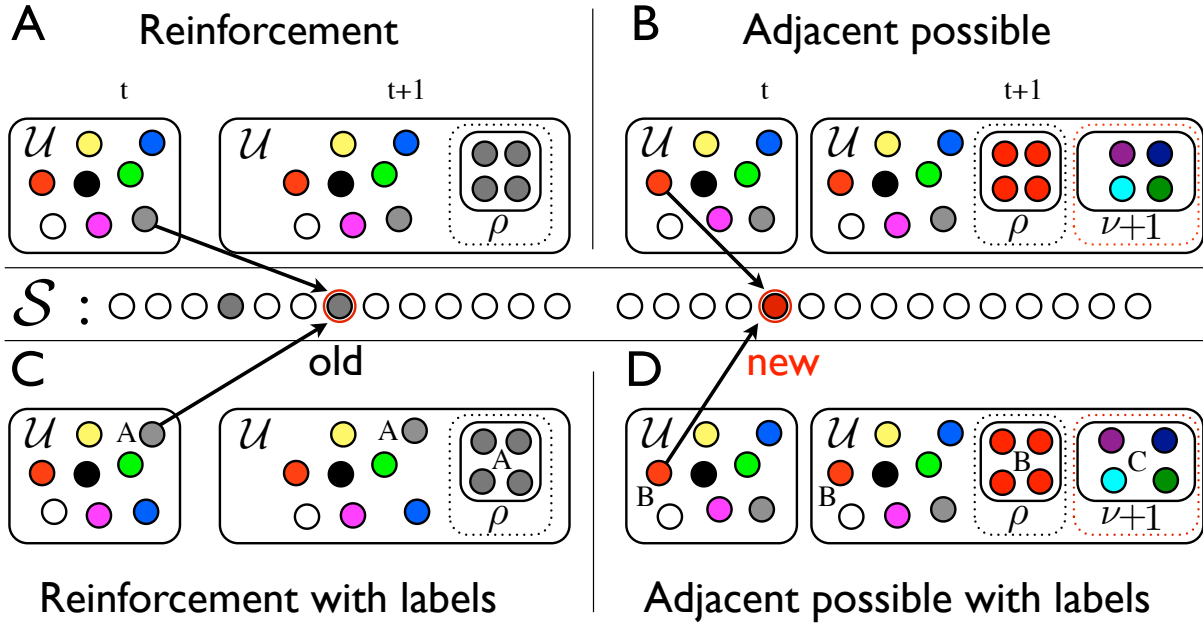 A Reinforcement
B Adjacent possible
t t+1
t t+1
𝒰 𝒰 ρ
𝒰 ρ ν+1
𝒮 :
old new
C D
𝒰 A 𝒰 A A ρ
𝒰 B B B ρ C ν+1
Reinforcement with labels
Adjacent possible with labels